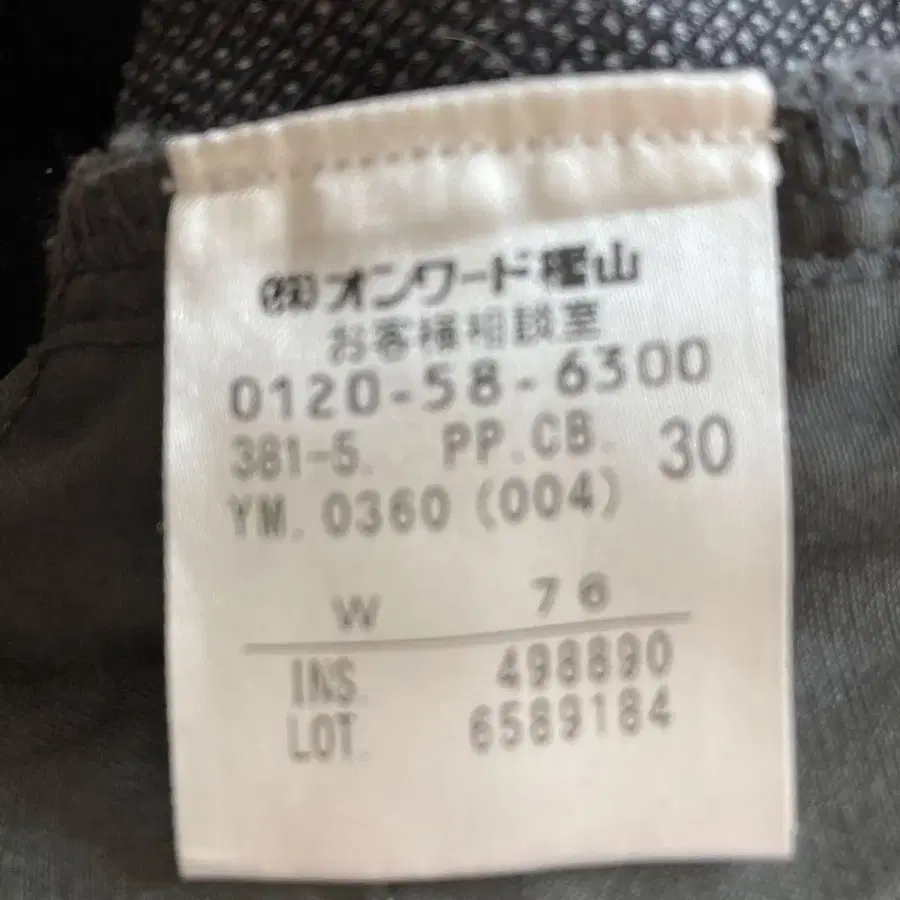 ㈱オンワード樫山
お客様相談室
0120-58-6300
381-5. PP.CB. 30
YM. 0360 (004)
W 76
INS. 498890
LOT. 6589184